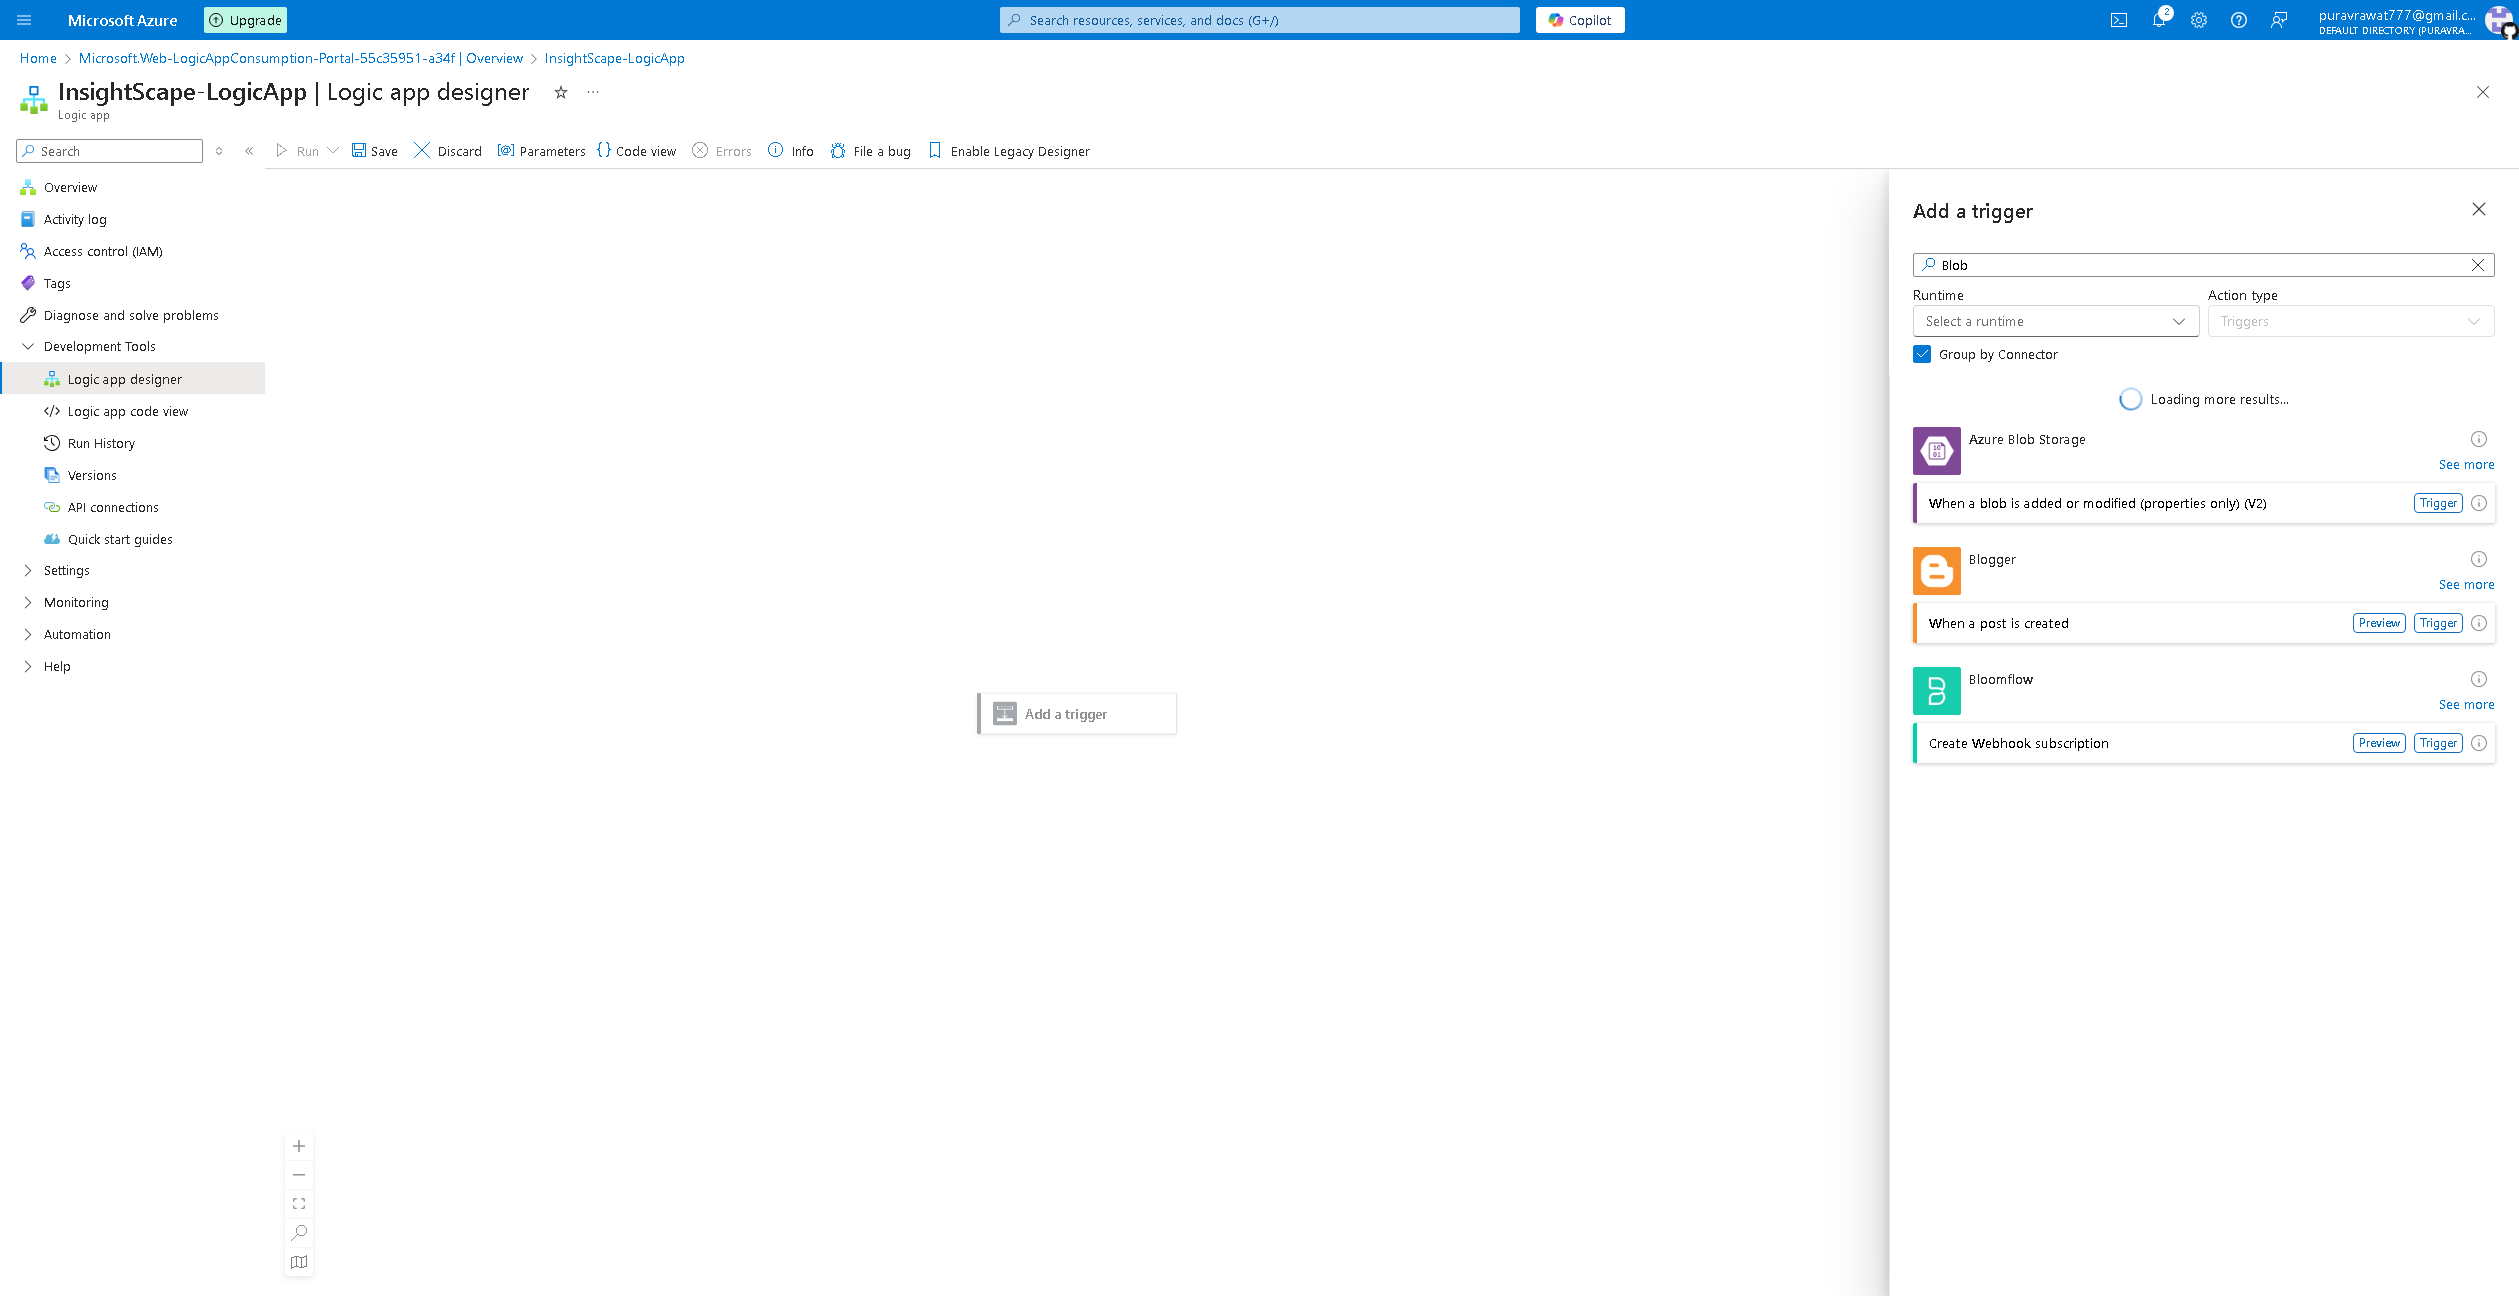 Microsoft Azure
Upgrade
Search resources, services, and docs (G+/)
Copilot
2
puravrawat777@gmail.c...
DEFAULT DIRECTORY (PURAVRA...
Home > Microsoft.Web-LogicAppConsumption-Portal-55c35951-a34f | Overview > InsightScape-LogicApp
InsightScape-LogicApp | Logic app designer
Logic app
Search
Run
Save
Discard
Parameters
Code view
Errors
Info
File a bug
Enable Legacy Designer
Overview
Activity log
Access control (IAM)
Tags
Diagnose and solve problems
Development Tools
Logic app designer
Logic app code view
Run History
Versions
API connections
Quick start guides
Settings
Monitoring
Automation
Help
Add a trigger
Add a trigger
Blob
Runtime
Action type
Select a runtime
Triggers
Group by Connector
Loading more results...
Azure Blob Storage
See more
When a blob is added or modified (properties only) (V2)
Trigger
Blogger
See more
When a post is created
Preview
Trigger
Bloomflow
See more
Create Webhook subscription
Preview
Trigger